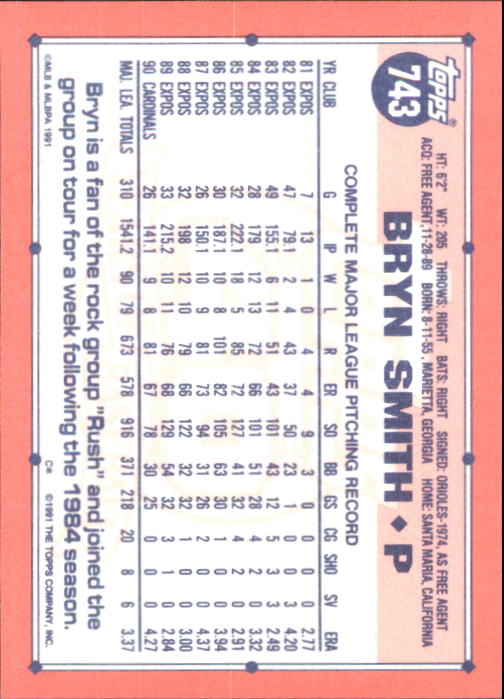 topps®
743
HT: 6'2" WT: 205 THROWS: RIGHT BATS: RIGHT SIGNED: ORIOLES-1974, AS FREE AGENT
ACQ: FREE AGENT, 11-28-89 BORN: 8-11-55, MARIETTA, GEORGIA HOME: SANTA MARIA, CALIFORNIA
BRYN SMITH ♦ P
COMPLETE MAJOR LEAGUE PITCHING RECORD
YR CLUB G IP W L R ER SO BB GS CG SHO SV ERA
81 EXPOS 7 13 1 0 4 4 9 3 0 0 0 0 2.77
82 EXPOS 47 79.1 2 4 43 37 50 23 1 0 0 3 4.20
83 EXPOS 49 155.1 6 11 51 43 101 43 12 5 3 3 2.49
84 EXPOS 28 179 12 13 72 66 101 51 28 4 2 0 3.32
85 EXPOS 32 222.1 18 5 85 72 127 41 32 4 2 0 2.91
86 EXPOS 30 187.1 10 8 101 82 105 63 30 1 0 0 3.94
87 EXPOS 26 150.1 10 9 81 73 94 31 26 2 0 0 4.37
88 EXPOS 32 198 12 10 79 66 122 32 32 1 0 0 3.00
89 EXPOS 33 215.2 10 11 76 68 129 54 32 3 1 0 2.84
90 CARDINALS 26 141.1 9 8 81 67 78 30 25 0 0 0 4.27
MAJ. LEA. TOTALS 310 1541.2 90 79 673 578 916 371 218 20 8 6 3.37
Bryn is a fan of the rock group "Rush" and joined the
group on tour for a week following the 1984 season.
©MLB & MLBPA 1991 C* ©1991 THE TOPPS COMPANY, INC.